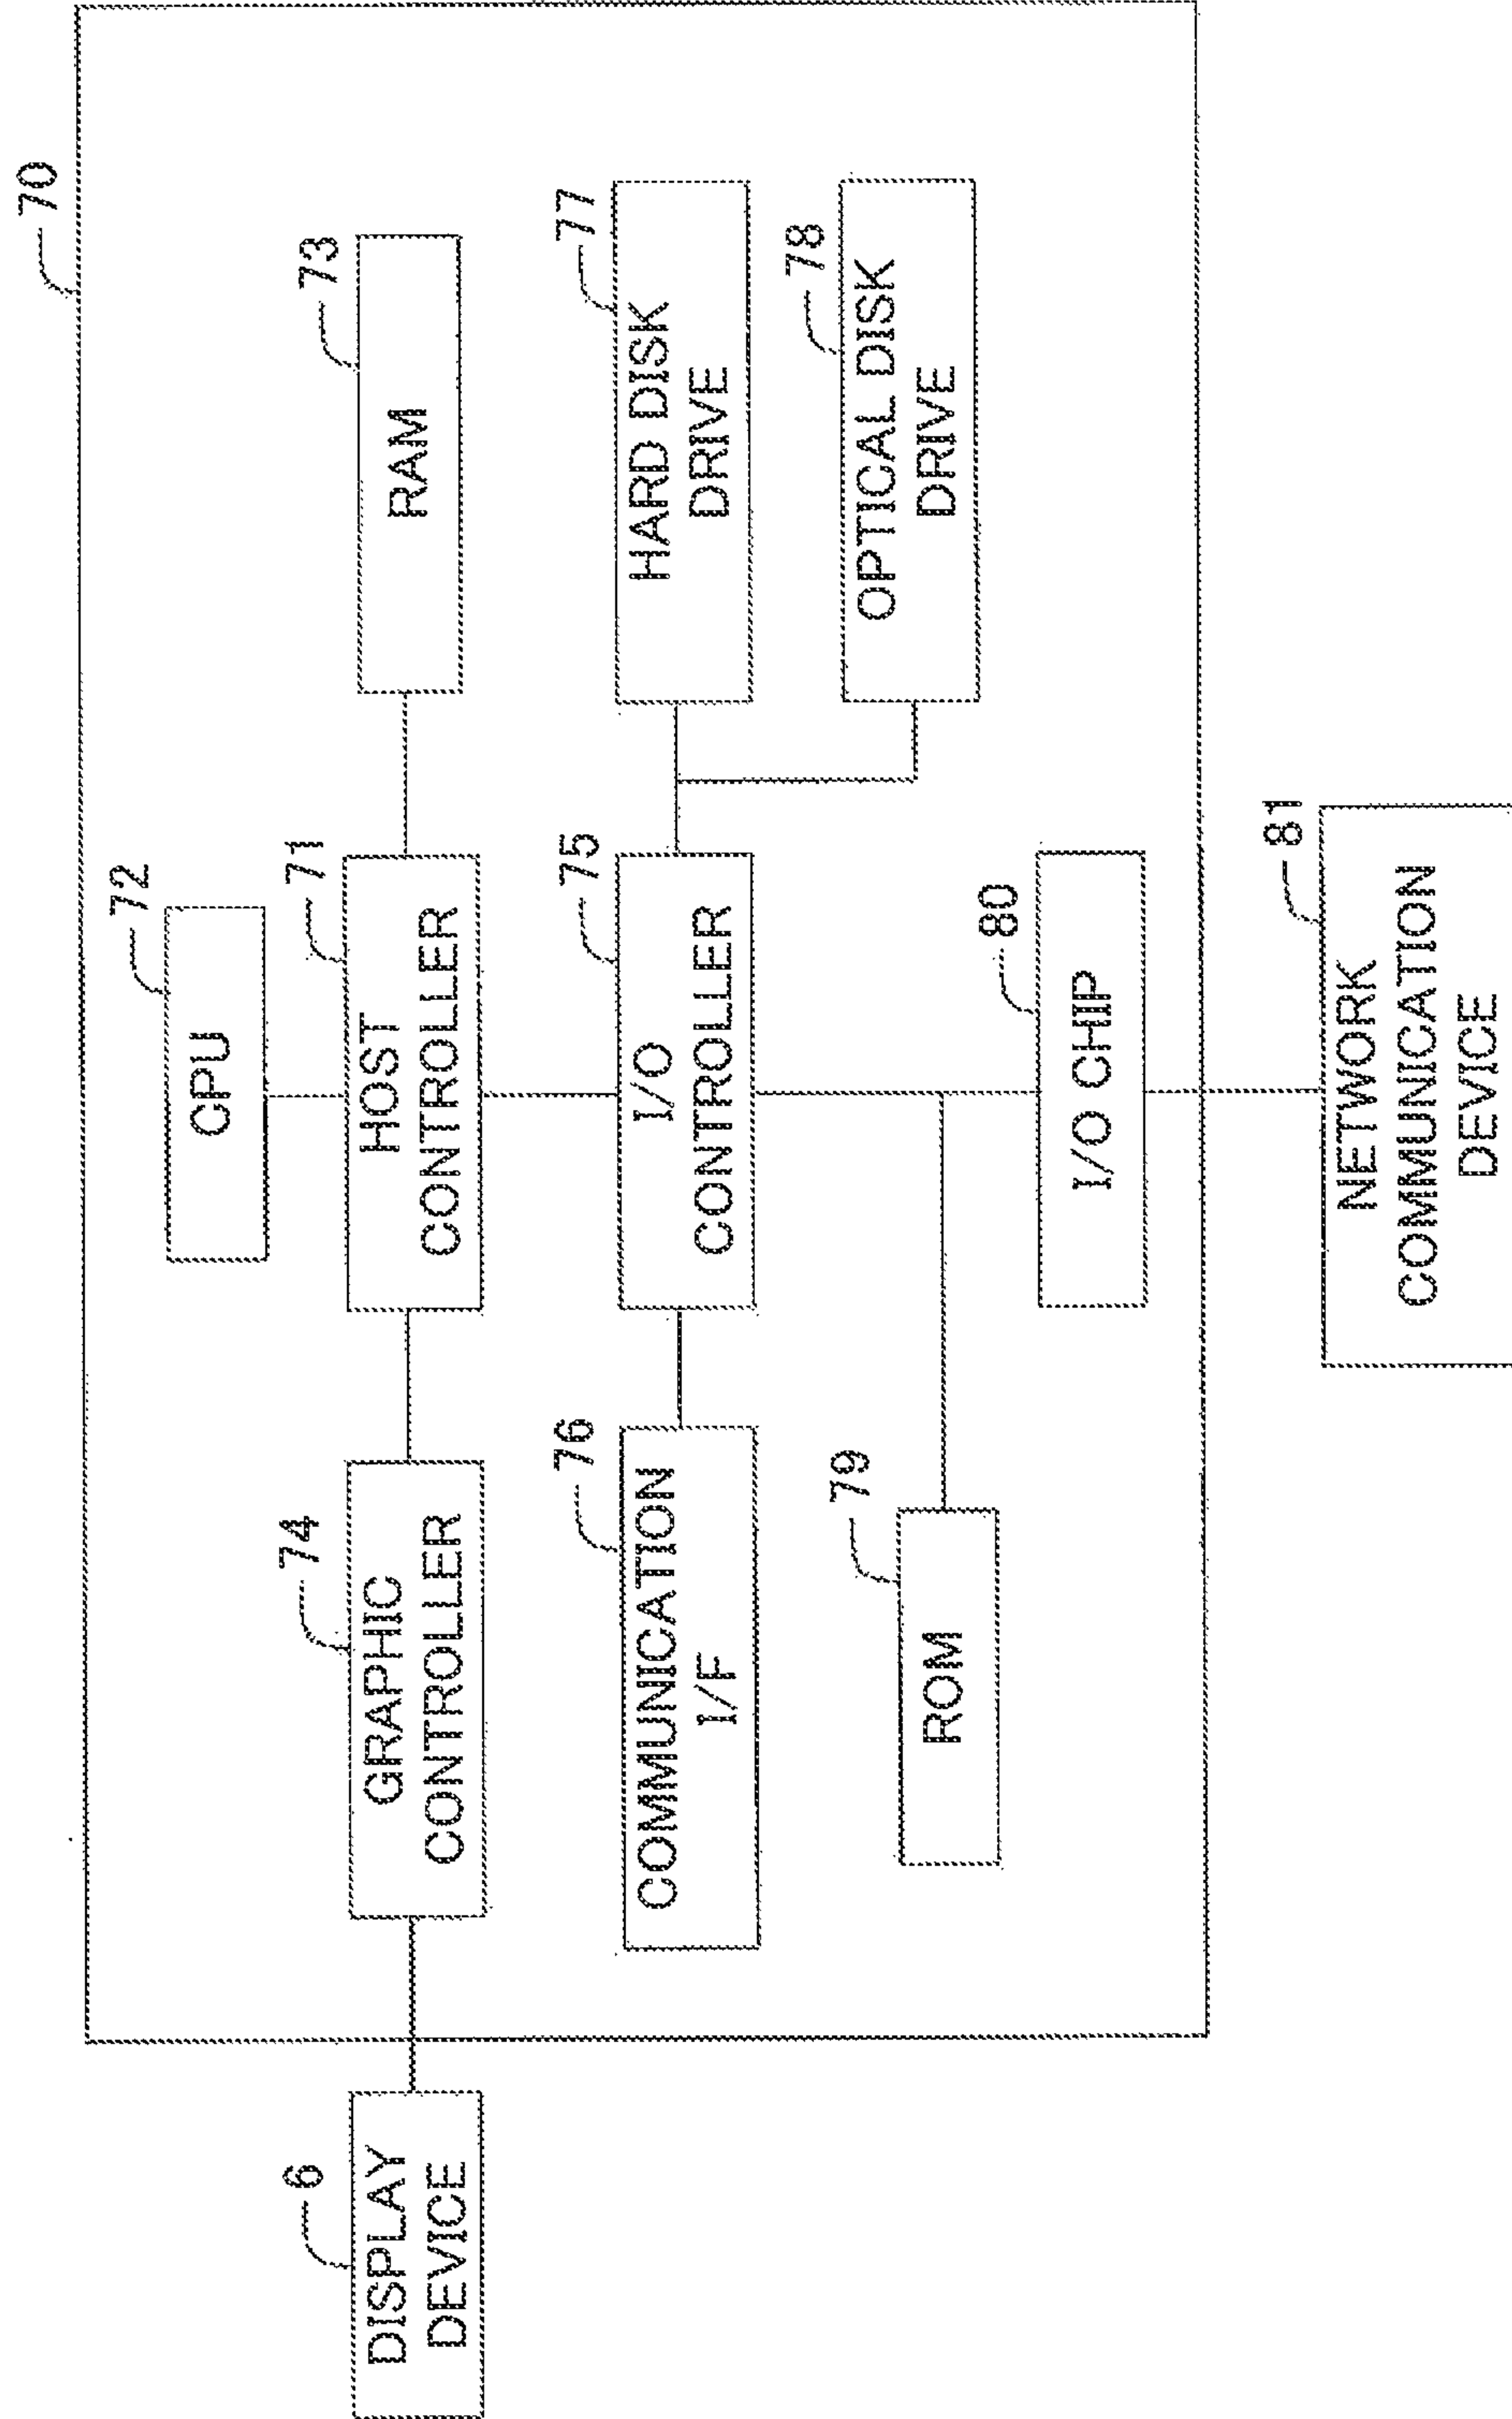 70
72
CPU
6
DISPLAY
DEVICE
74
GRAPHIC
CONTROLLER
71
HOST
CONTROLLER
73
RAM
76
COMMUNICATION
I/F
75
I/O
CONTROLLER
77
HARD DISK
DRIVE
78
OPTICAL DISK
DRIVE
79
ROM
80
I/O CHIP
81
NETWORK
COMMUNICATION
DEVICE